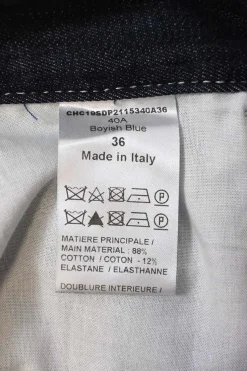 CHC19SDP2115340A36
40A
Boyish Blue
36
Made in Italy
MATIERE PRINCIPALE /
MAIN MATERIAL : 88%
COTTON / COTON - 12%
ELASTANE / ELASTHANNE
DOUBLURE INTERIEURE /